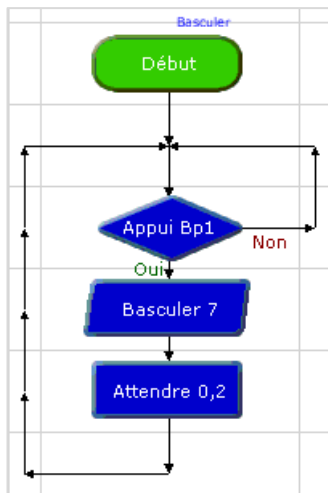 Basculer
Début
Appui Bp1
Non
Oui
Basculer 7
Attendre 0,2